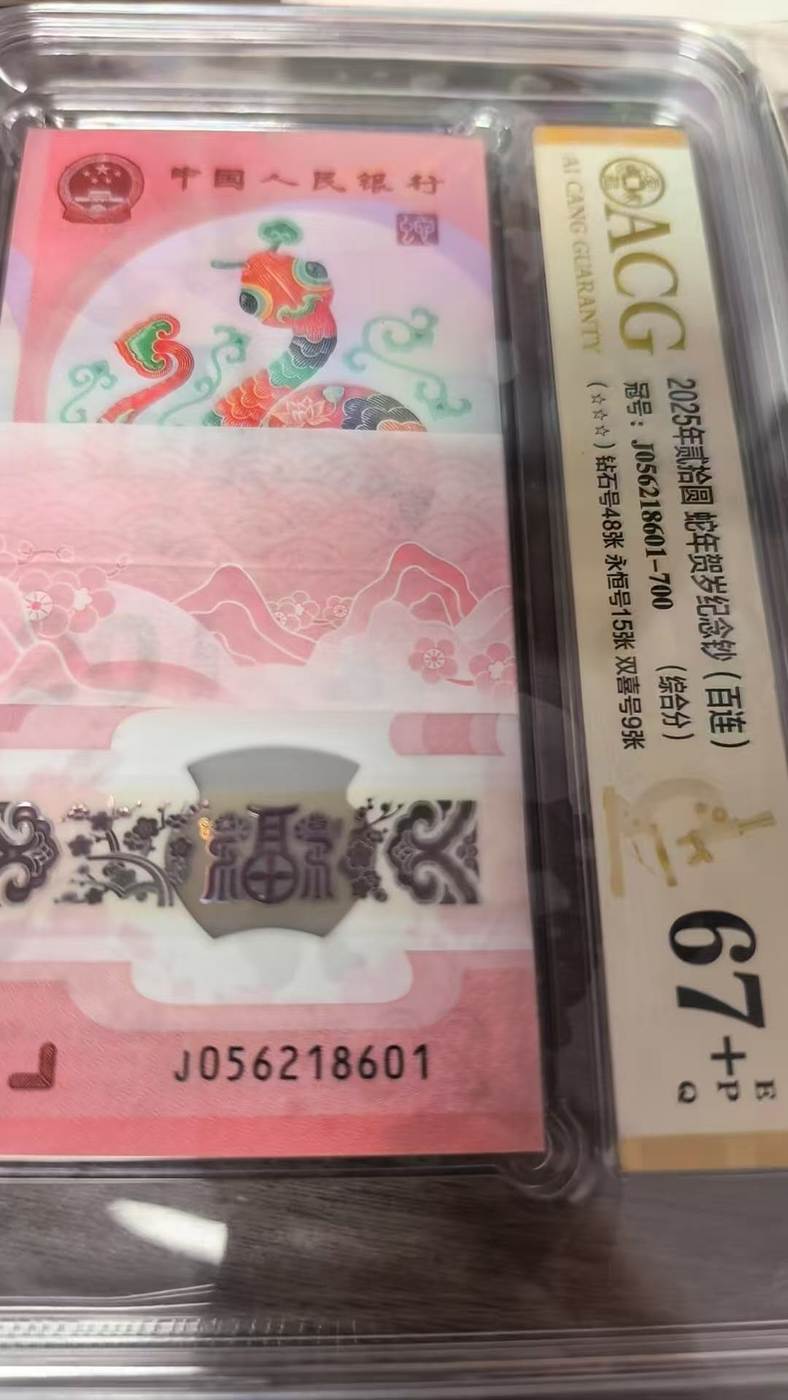 中国人民银行
J056218601
ACG
AI CANG GUARANTY
2025年贰拾圆 蛇年贺岁纪念钞（百连）
冠号：J056218601-700 （综合分）
（☆☆☆）钻石号48张 永恒号15张 双喜号9张
67+
E
P
Q